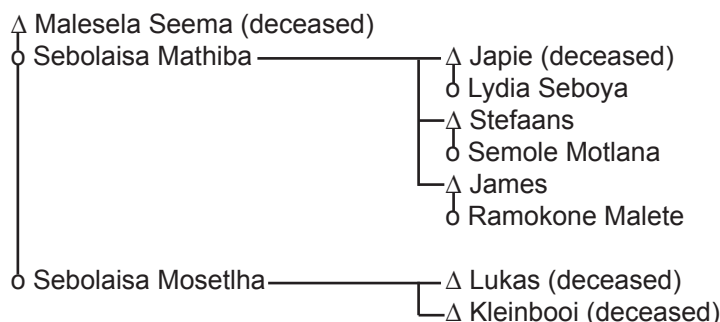 Δ Malesela Seema (deceased)
o Sebolaisa Mathiba Δ Japie (deceased)
o Lydia Seboya
Δ Stefaans
o Semole Motlana
Δ James
o Ramokone Malete
o Sebolaisa Mosetlha Δ Lukas (deceased)
Δ Kleinbooi (deceased)